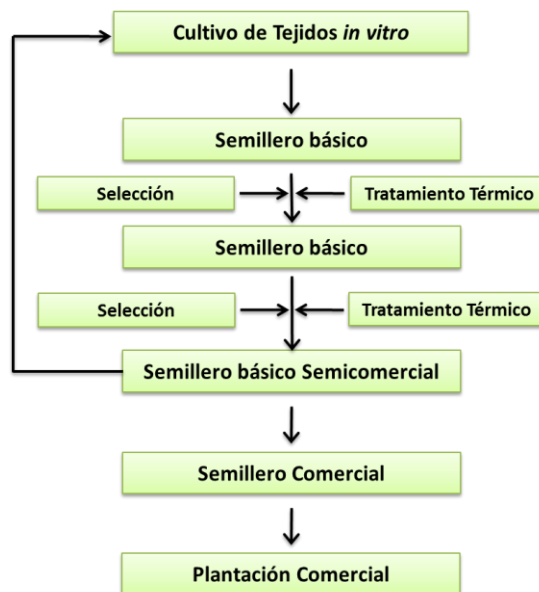 Cultivo de Tejidos in vitro
Semillero básico
Selección
Tratamiento Térmico
Semillero básico
Selección
Tratamiento Térmico
Semillero básico Semicomercial
Semillero Comercial
Plantación Comercial